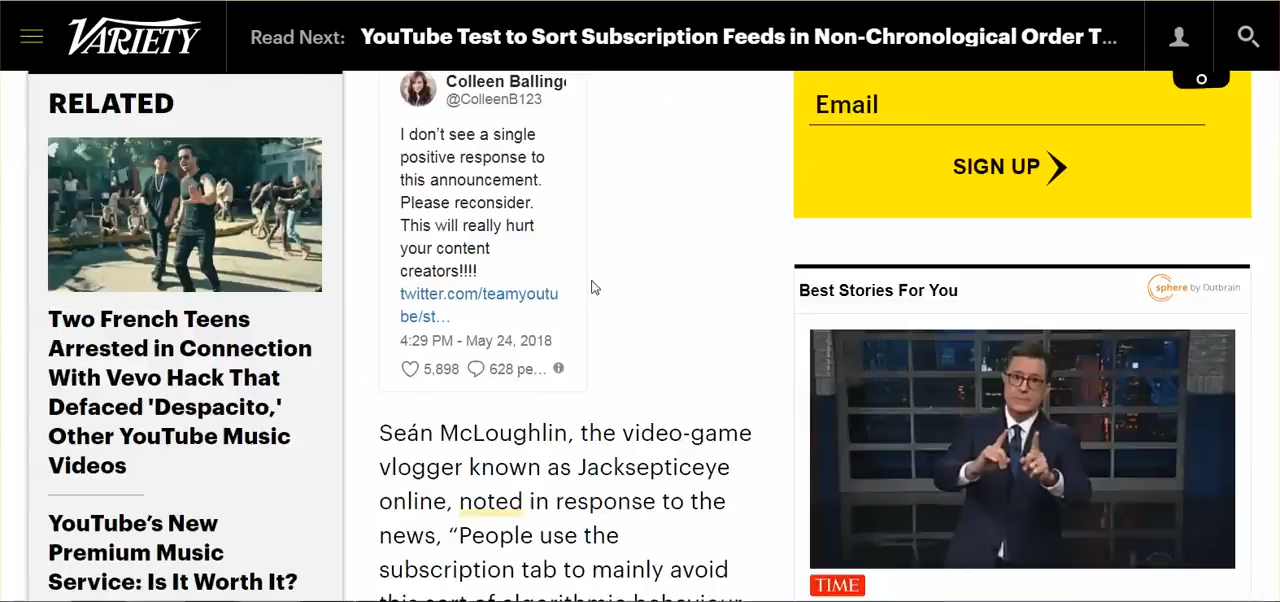 VARIETY
Read Next: YouTube Test to Sort Subscription Feeds in Non-Chronological Order T...
RELATED
Two French Teens
Arrested in Connection
With Vevo Hack That
Defaced 'Despacito,'
Other YouTube Music
Videos
YouTube's New
Premium Music
Service: Is It Worth It?
Colleen Balling
@ColleenB123
I don't see a single
positive response to
this announcement.
Please reconsider.
This will really hurt
your content
creators!!!!
twitter.com/teamyoutu
be/st…
4:29 PM - May 24, 2018
5,898 628 pe...
Seán McLoughlin, the video-game
vlogger known as Jacksepticeye
online, noted in response to the
news, “People use the
subscription tab to mainly avoid
this sort of algorithmic behaviour
Email
SIGN UP
Best Stories For You
sphere by Outbrain
TIME